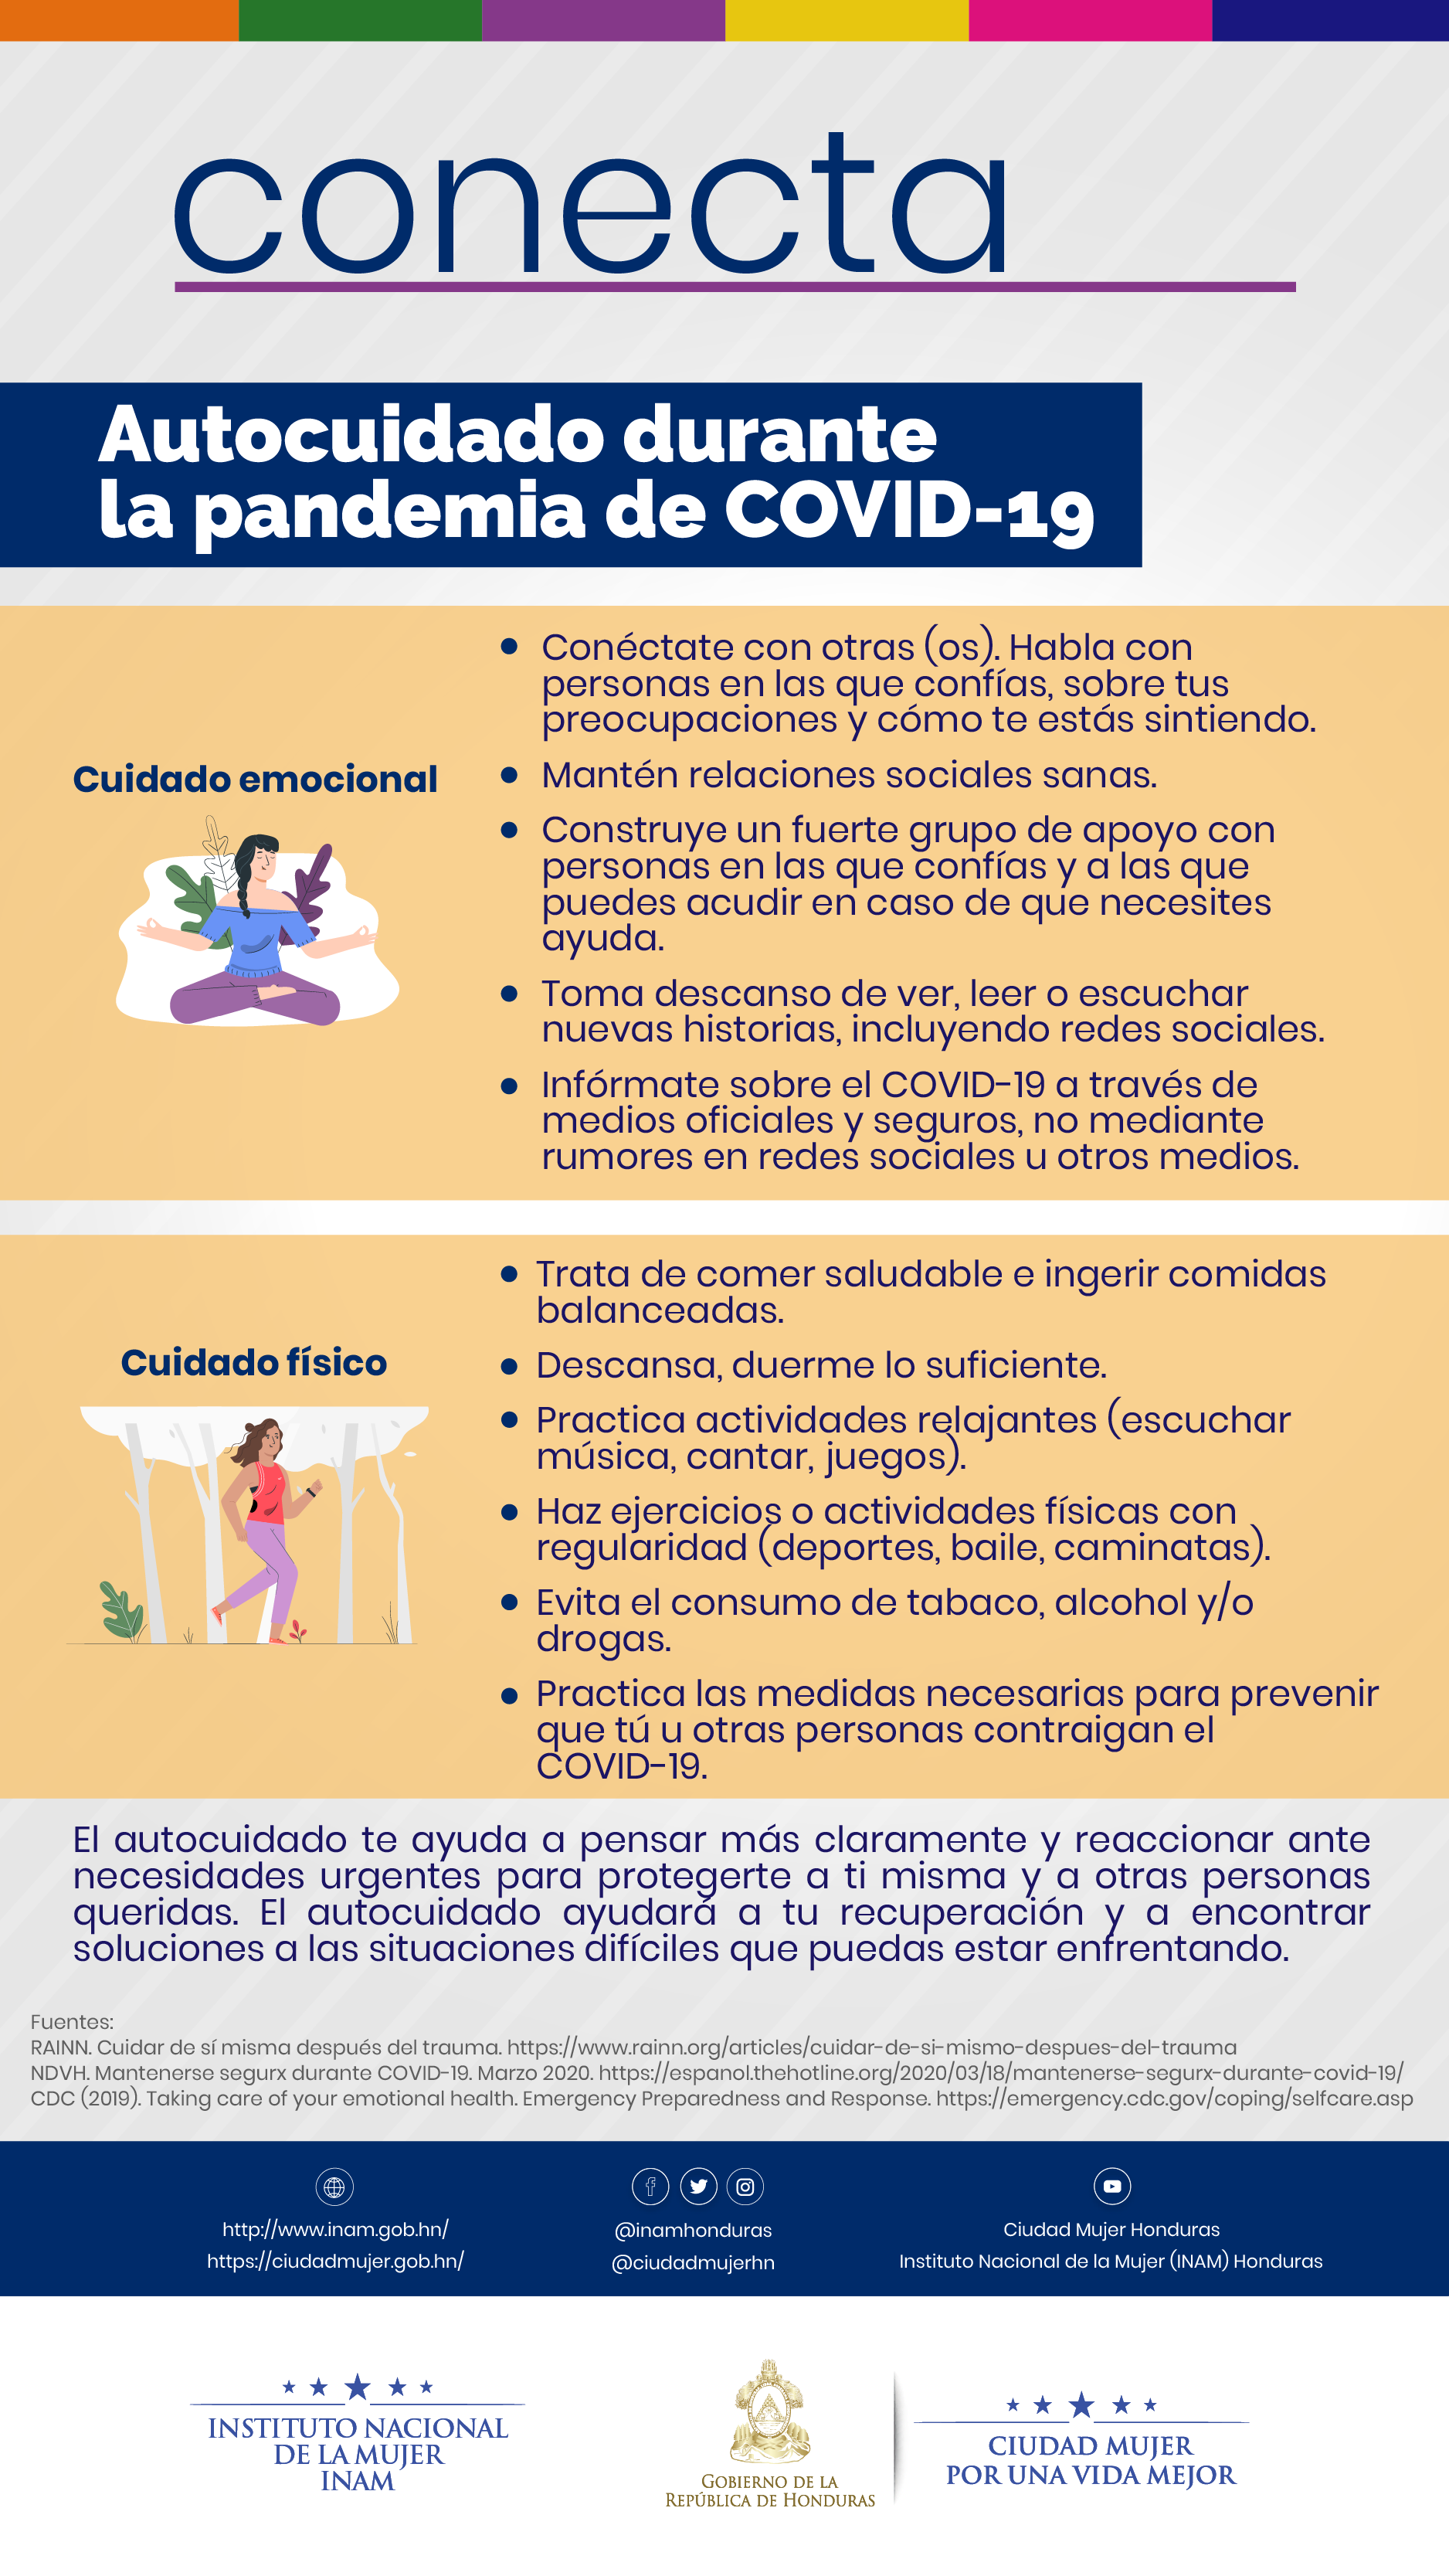 conecta
Autocuidado durante
la pandemia de COVID-19
Cuidado emocional
• Conéctate con otras (os). Habla con
personas en las que confías, sobre tus
preocupaciones y cómo te estás sintiendo.
• Mantén relaciones sociales sanas.
• Construye un fuerte grupo de apoyo con
personas en las que confías y a las que
puedes acudir en caso de que necesites
ayuda.
• Toma descanso de ver, leer o escuchar
nuevas historias, incluyendo redes sociales.
• Infórmate sobre el COVID-19 a través de
medios oficiales y seguros, no mediante
rumores en redes sociales u otros medios.
Cuidado físico
• Trata de comer saludable e ingerir comidas
balanceadas.
• Descansa, duerme lo suficiente.
• Practica actividades relajantes (escuchar
música, cantar, juegos).
• Haz ejercicios o actividades físicas con
regularidad (deportes, baile, caminatas).
• Evita el consumo de tabaco, alcohol y/o
drogas.
• Practica las medidas necesarias para prevenir
que tú u otras personas contraigan el
COVID-19.
El autocuidado te ayuda a pensar más claramente y reaccionar ante
necesidades urgentes para protegerte a ti misma y a otras personas
queridas. El autocuidado ayudará a tu recuperación y a encontrar
soluciones a las situaciones difíciles que puedas estar enfrentando.
Fuentes:
RAINN. Cuidar de sí misma después del trauma. https://www.rainn.org/articles/cuidar-de-si-mismo-despues-del-trauma
NDVH. Mantenerse segurx durante COVID-19. Marzo 2020. https://espanol.thehotline.org/2020/03/18/mantenerse-segurx-durante-covid-19/
CDC (2019). Taking care of your emotional health. Emergency Preparedness and Response. https://emergency.cdc.gov/coping/selfcare.asp
http://www.inam.gob.hn/
https://ciudadmujer.gob.hn/
@inamhonduras
@ciudadmujerhn
Ciudad Mujer Honduras
Instituto Nacional de la Mujer (INAM) Honduras
INSTITUTO NACIONAL
DE LA MUJER
INAM
GOBIERNO DE LA
REPÚBLICA DE HONDURAS
CIUDAD MUJER
POR UNA VIDA MEJOR